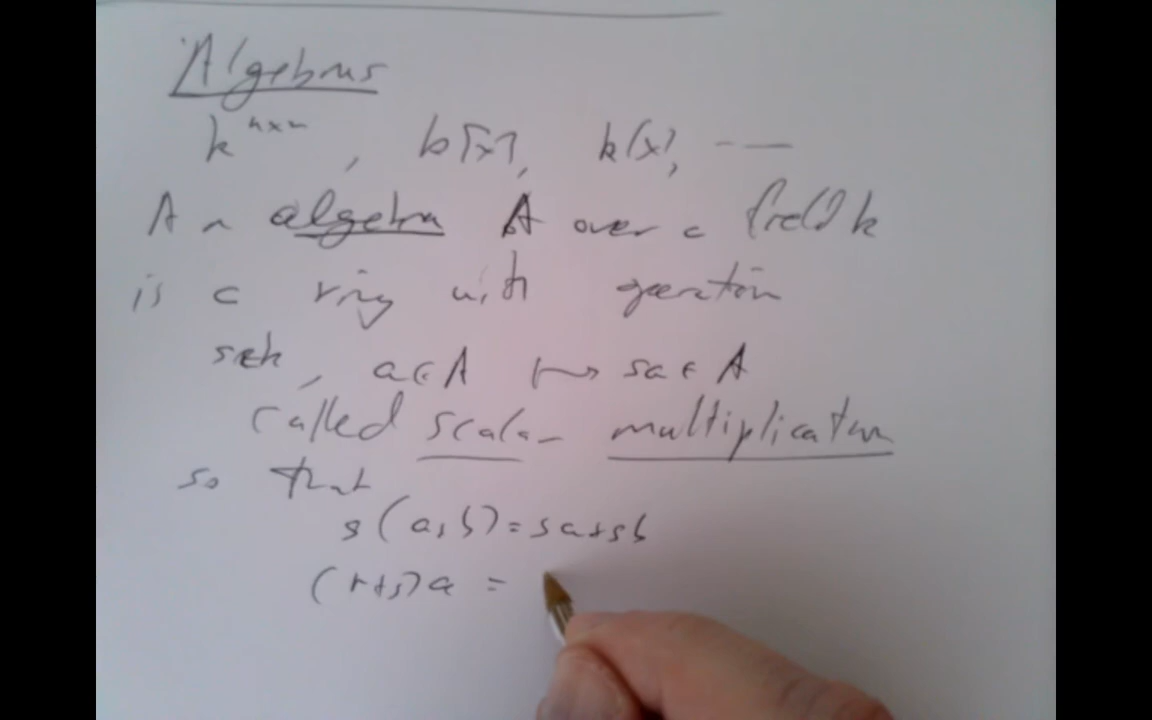 Algebras
k^{n×n}, k[x], k(x), ---
An algebra A over a field k
is a ring with operation
s∈k, a∈A ↦ sa∈A
called scalar multiplication
so that
s(a+b)=sa+sb
(r+s)a =